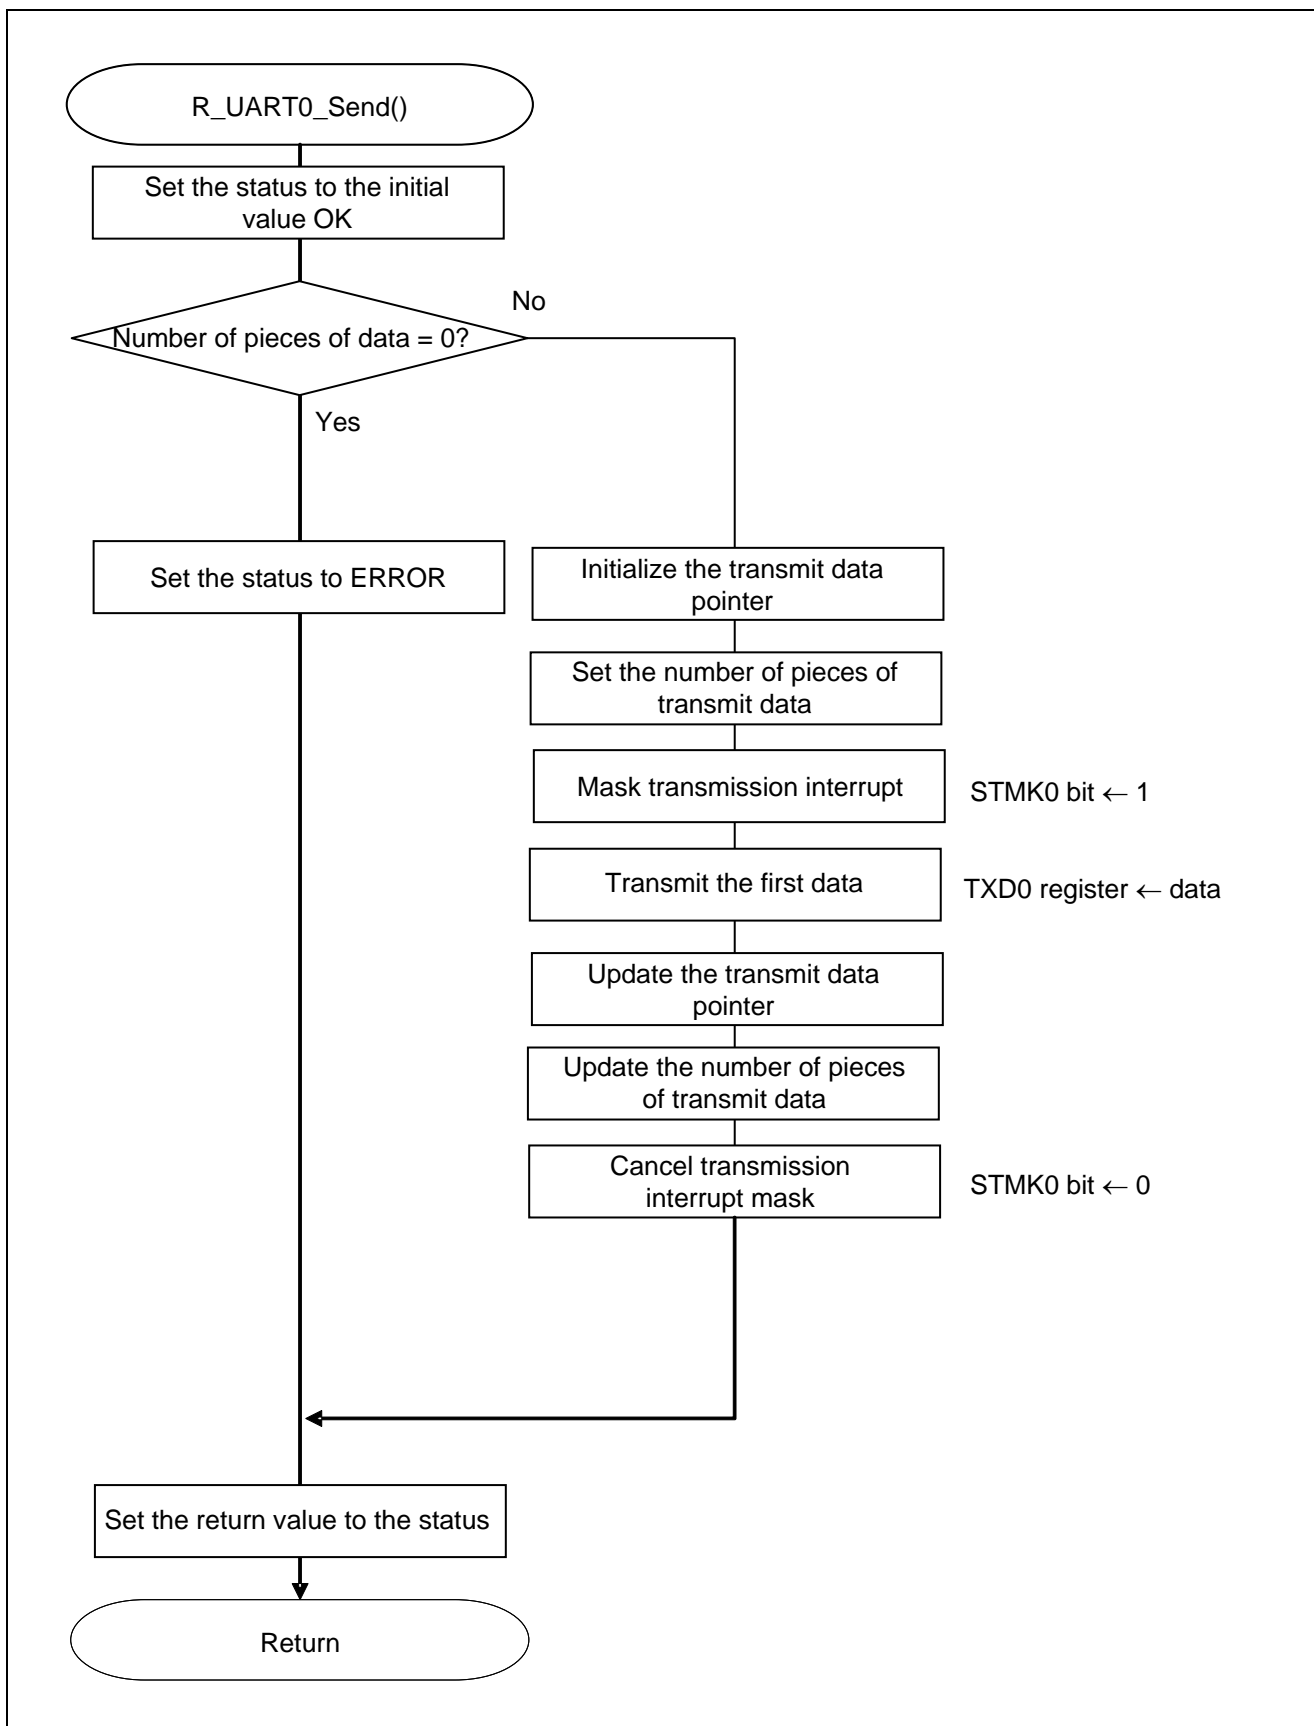 R_UART0_Send()
Set the status to the initial
value OK
No
Number of pieces of data = 0?
Yes
Set the status to ERROR
Initialize the transmit data
pointer
Set the number of pieces of
transmit data
Mask transmission interrupt
STMK0 bit ← 1
Transmit the first data
TXD0 register ← data
Update the transmit data
pointer
Update the number of pieces
of transmit data
Cancel transmission
interrupt mask
STMK0 bit ← 0
Set the return value to the status
Return